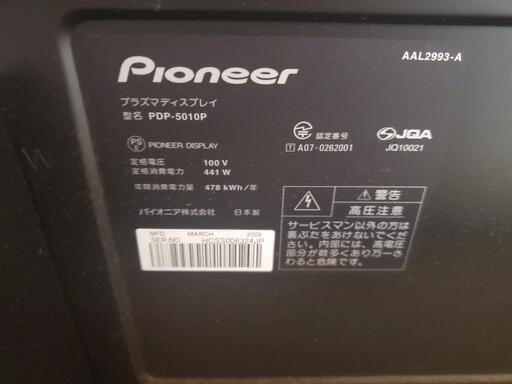 AAL2993-A
Pioneer
プラズマディスプレイ
型名 PDP-5010P
PS E PIONEER DISPLAY
認定番号
T A07-0262001
JQA
JQ10021
定格電圧 100 V
定格消費電力 441 W
年間消費電力量 478 kWh/年
パイオニア株式会社 日本製
MFD MARCH 2008
SER.NO HCSS006324JP
警告
高圧注意
サービスマン以外の方は
裏ぶたをあけないでくだ
さい。内部には、高電圧
部分が数多くあり万一
さわると危険です。